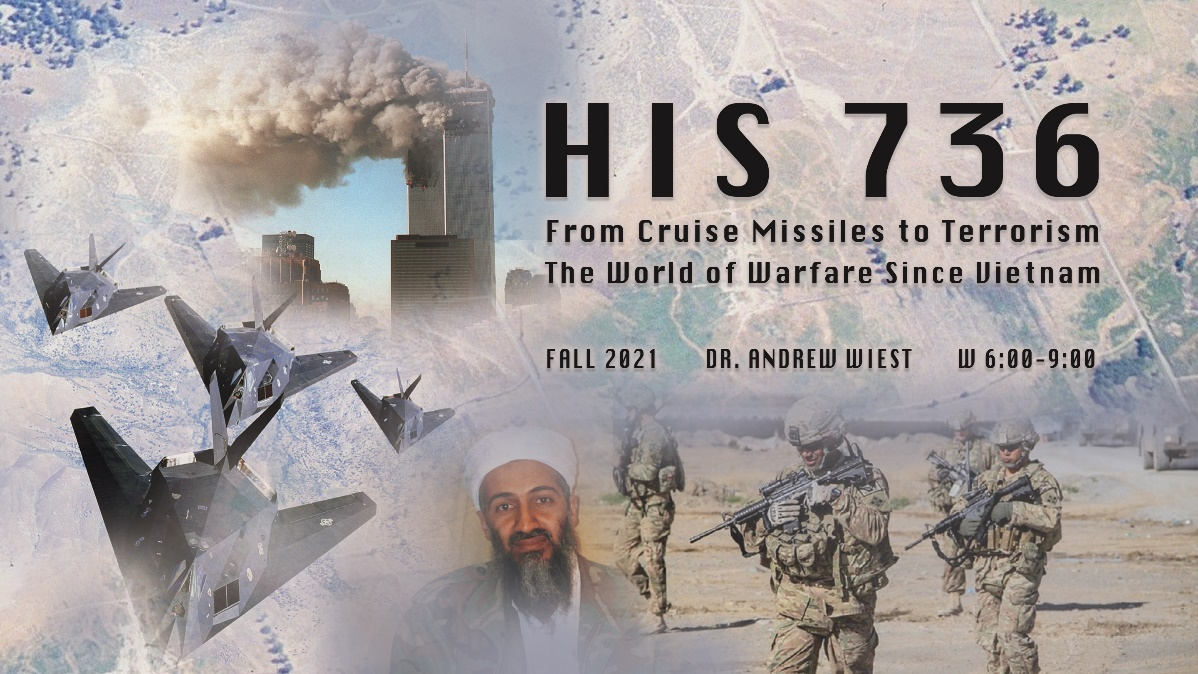 HIS 736
From Cruise Missiles to Terrorism
The World of Warfare Since Vietnam
FALL 2021 DR. ANDREW WIEST W 6:00-9:00